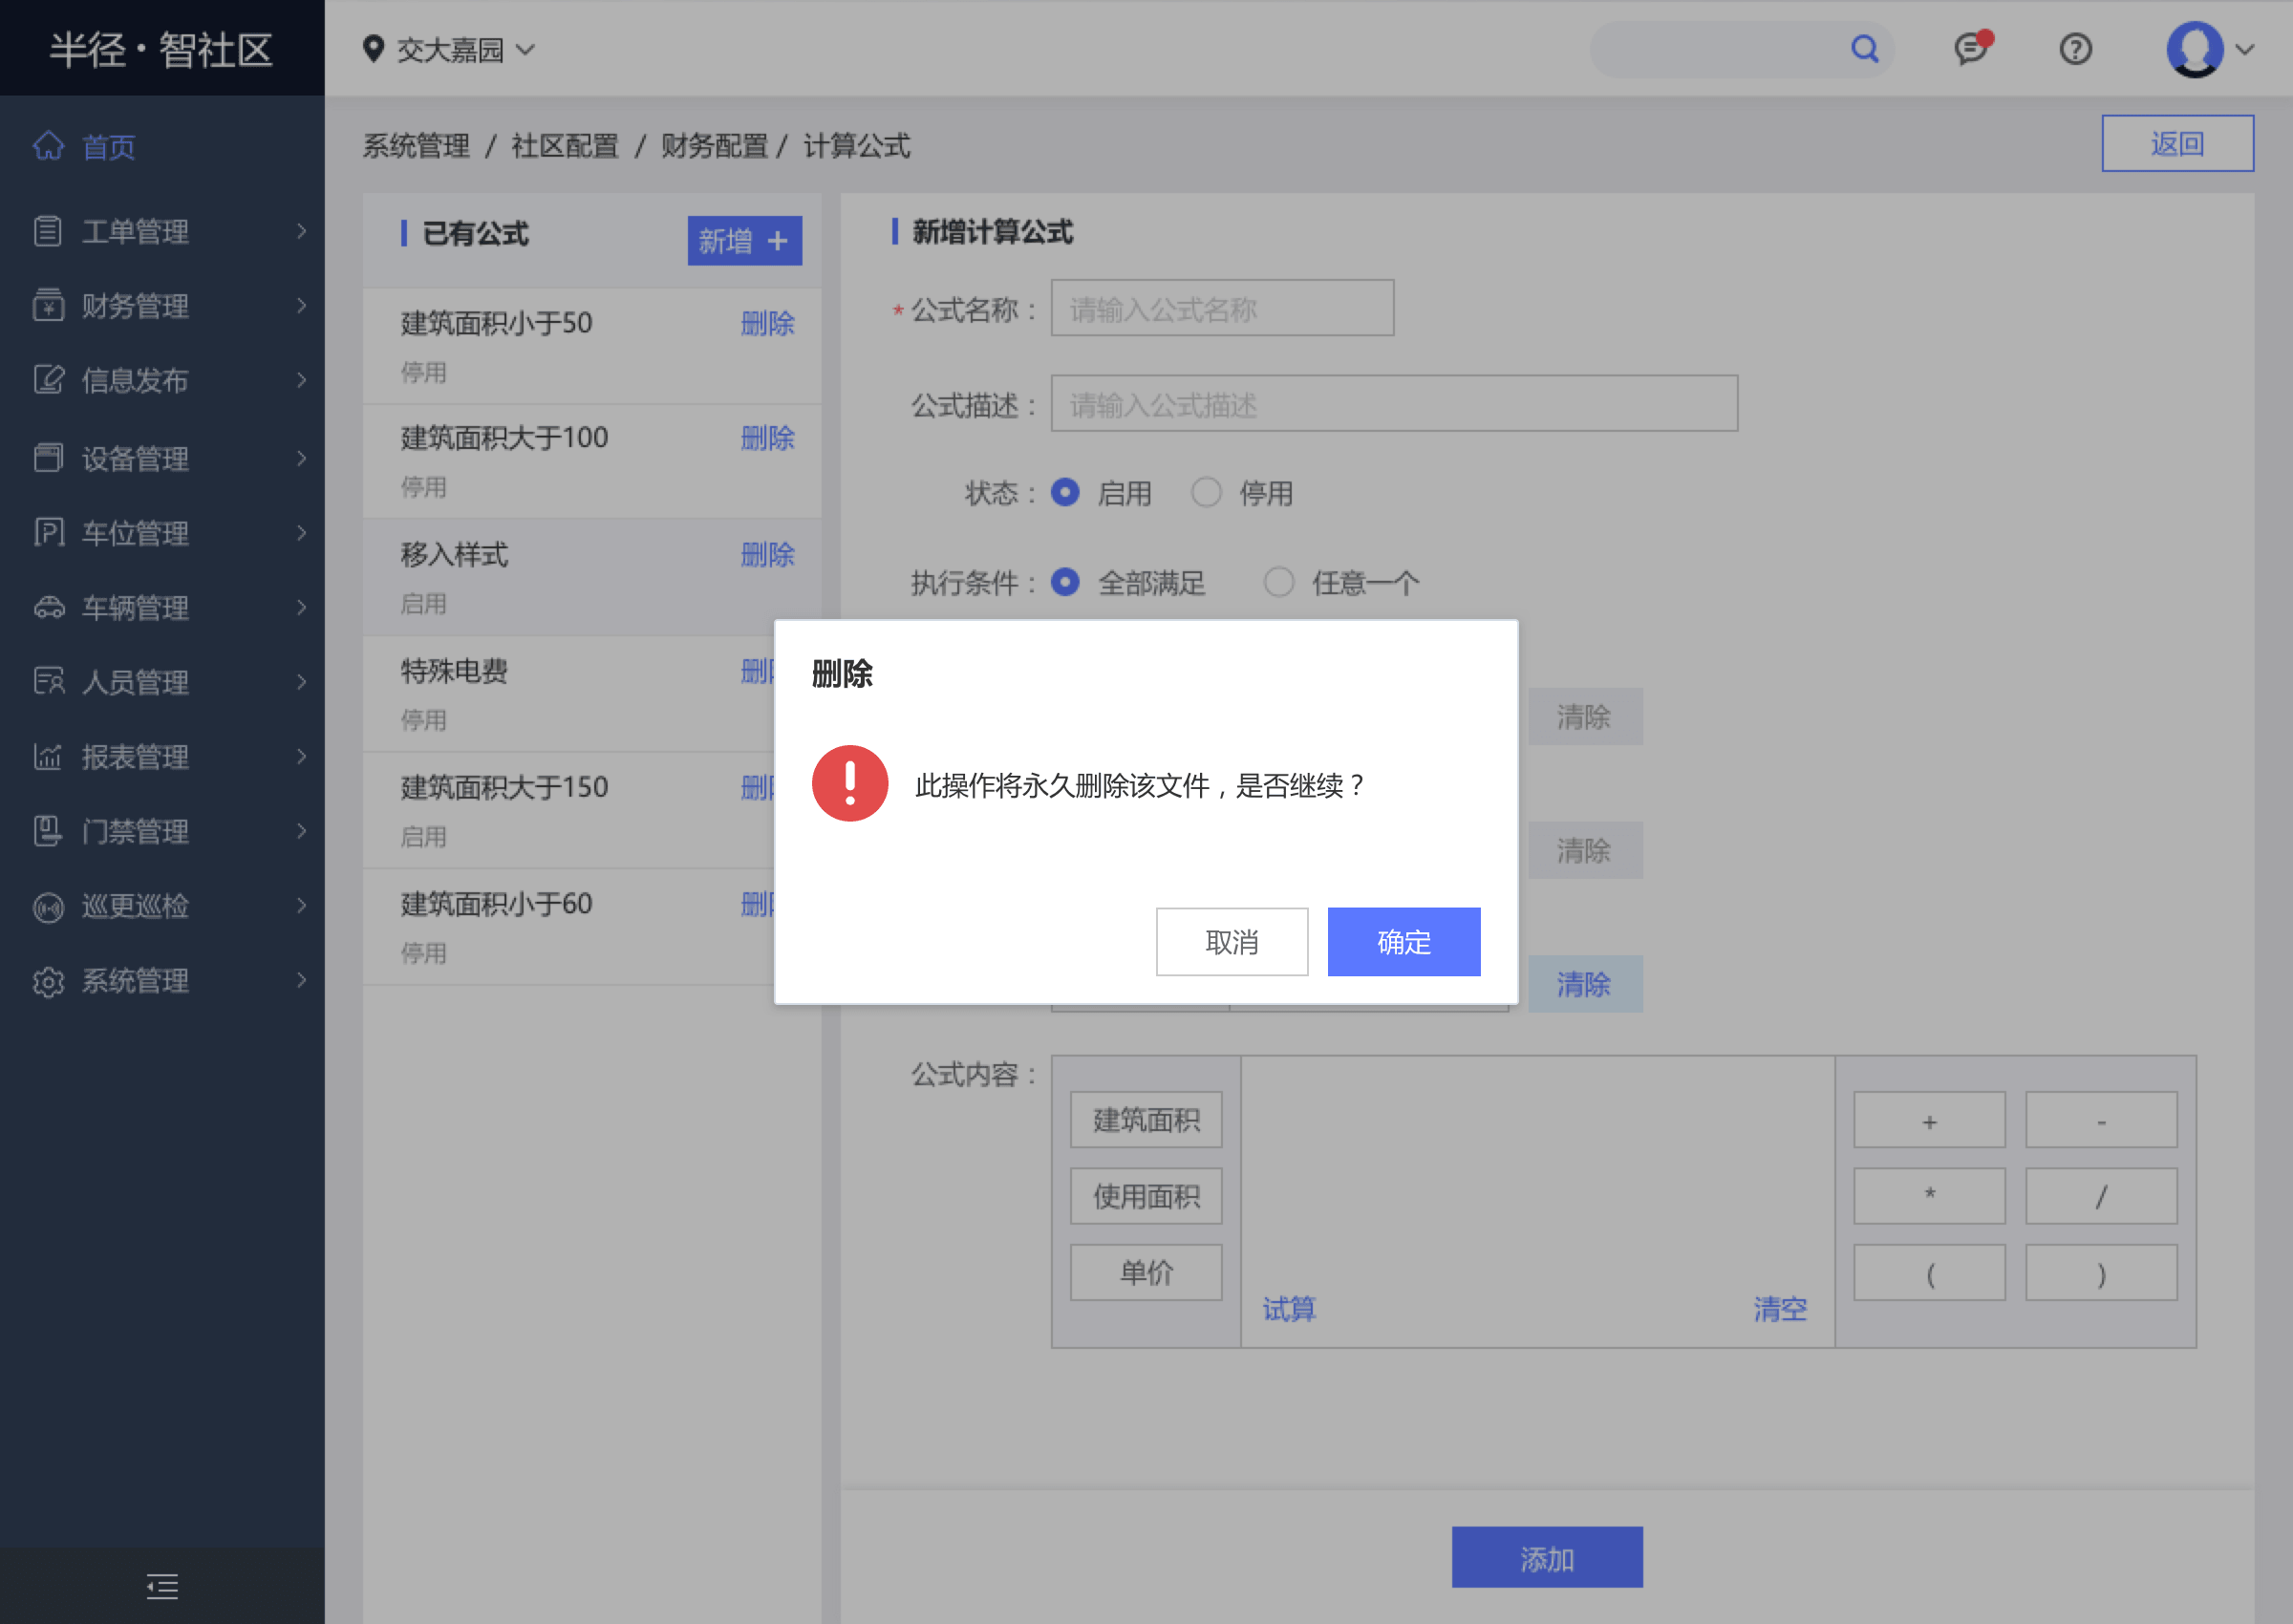 半径·智社区
交大嘉园
首页
工单管理
财务管理
信息发布
设备管理
车位管理
车辆管理
人员管理
报表管理
门禁管理
巡更巡检
系统管理
系统管理 / 社区配置 / 财务配置 / 计算公式
返回
已有公式
新增 +
建筑面积小于50
删除
停用
建筑面积大于100
删除
停用
移入样式
删除
启用
特殊电费
删
停用
建筑面积大于150
删
启用
建筑面积小于60
删
停用
新增计算公式
* 公式名称：
请输入公式名称
公式描述：
请输入公式描述
状态：
启用
停用
执行条件：
全部满足
任意一个
清除
清除
清除
删除
此操作将永久删除该文件，是否继续？
取消
确定
公式内容：
建筑面积
使用面积
单价
试算
清空
+
-
*
/
(
)
添加